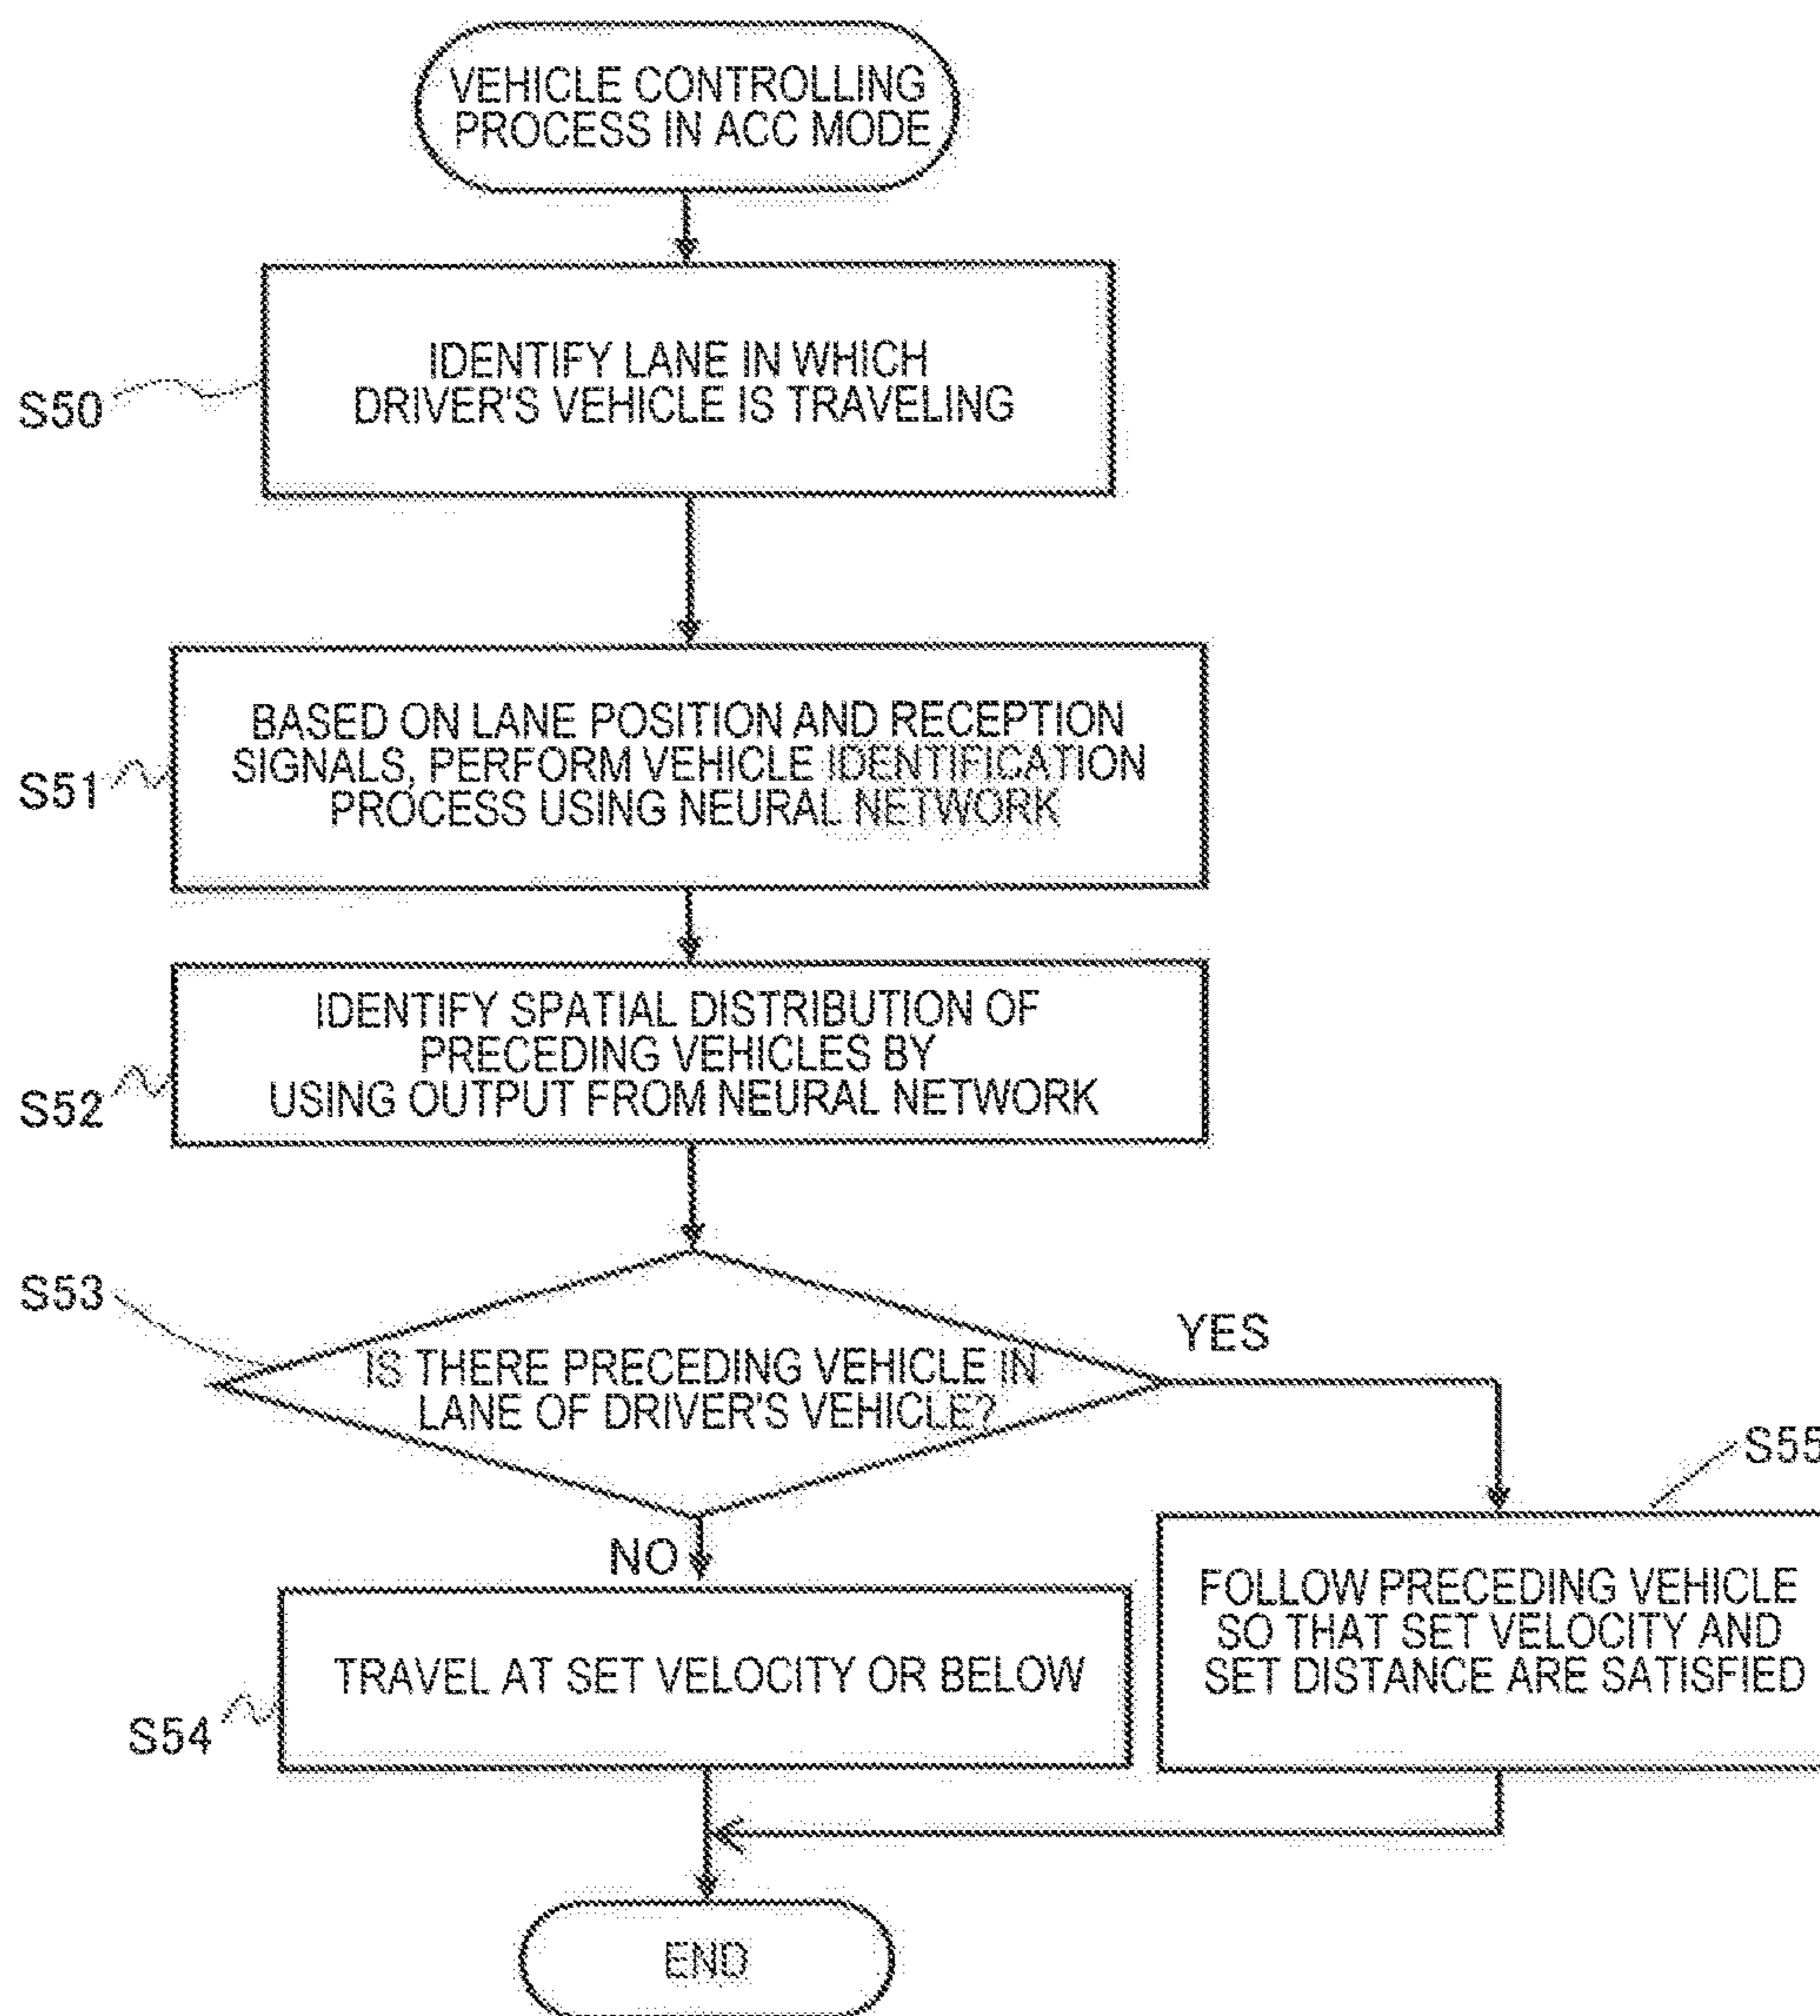 VEHICLE CONTROLLING
PROCESS IN ACC MODE
S50
IDENTIFY LANE IN WHICH
DRIVER'S VEHICLE IS TRAVELING
S51
BASED ON LANE POSITION AND RECEPTION
SIGNALS, PERFORM VEHICLE IDENTIFICATION
PROCESS USING NEURAL NETWORK
S52
IDENTIFY SPATIAL DISTRIBUTION OF
PRECEDING VEHICLES BY
USING OUTPUT FROM NEURAL NETWORK
S53
IS THERE PRECEDING VEHICLE IN
LANE OF DRIVER'S VEHICLE?
YES
NO
S55
FOLLOW PRECEDING VEHICLE
SO THAT SET VELOCITY AND
SET DISTANCE ARE SATISFIED
S54
TRAVEL AT SET VELOCITY OR BELOW
END